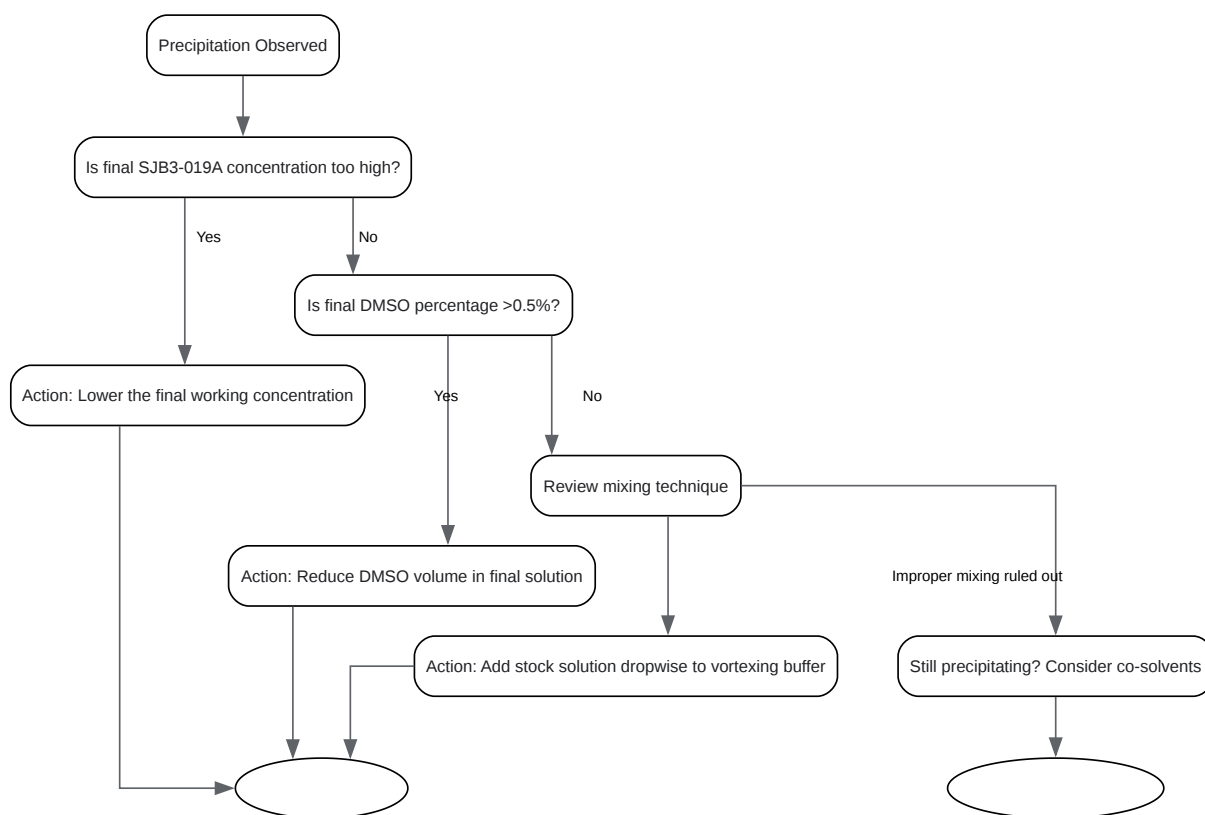 Precipitation Observed
Is final SJB3-019A concentration too high?
Yes
No
Is final DMSO percentage >0.5%?
Action: Lower the final working concentration
Yes
No
Review mixing technique
Action: Reduce DMSO volume in final solution
Improper mixing ruled out
Action: Add stock solution dropwise to vortexing buffer
Still precipitating? Consider co-solvents